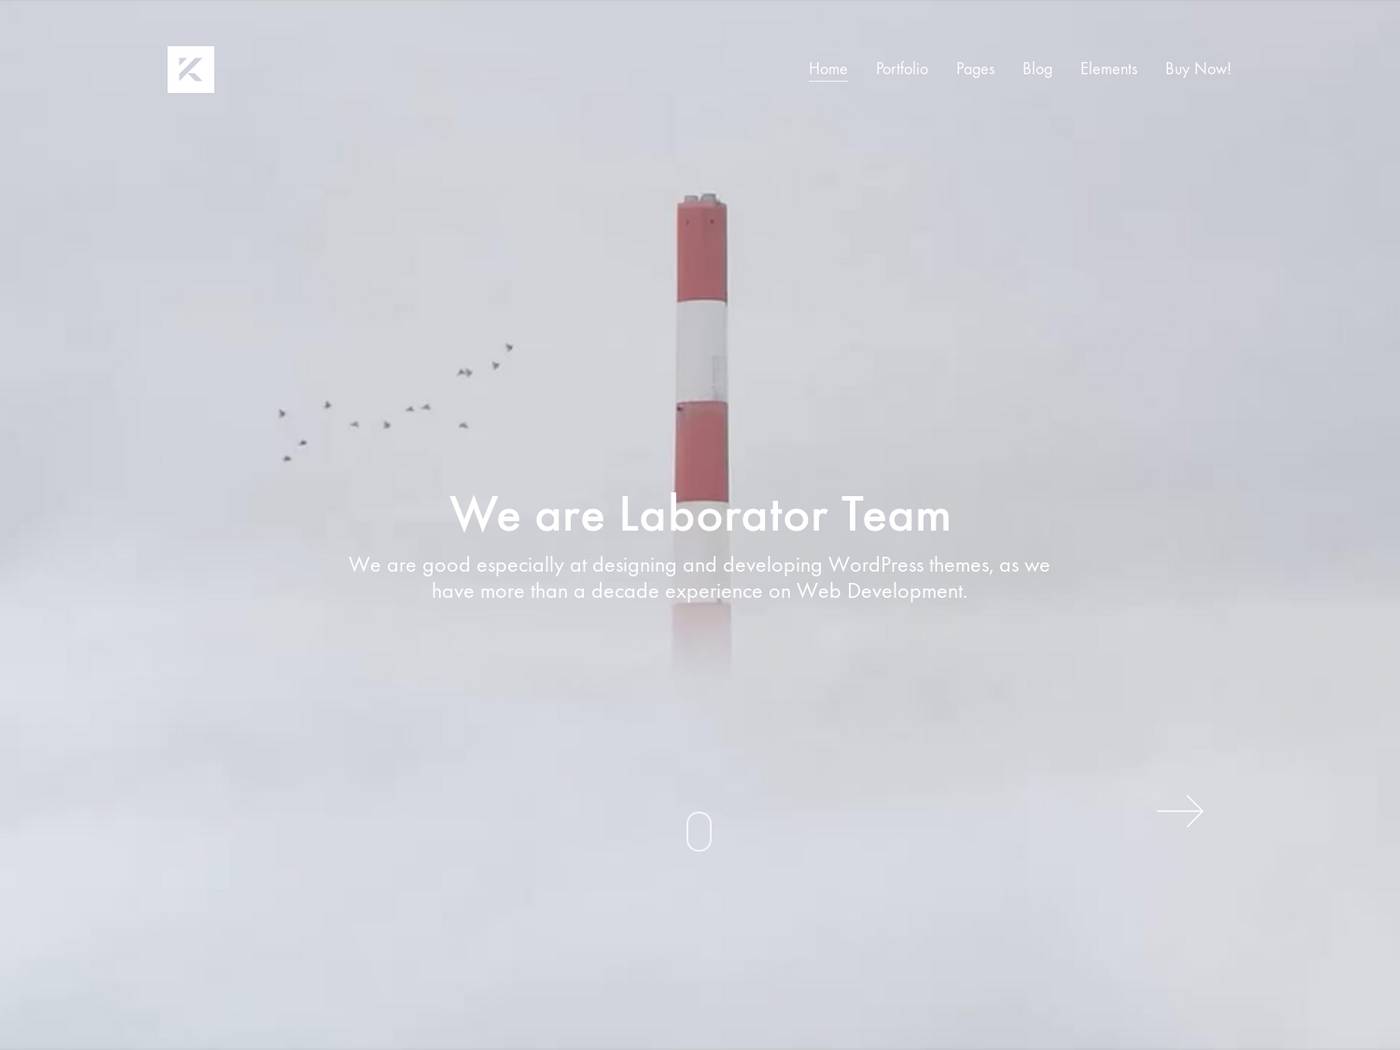 Home Portfolio Pages Blog Elements Buy Now!
We are Laborator Team
We are good especially at designing and developing WordPress themes, as we
have more than a decade experience on Web Development.